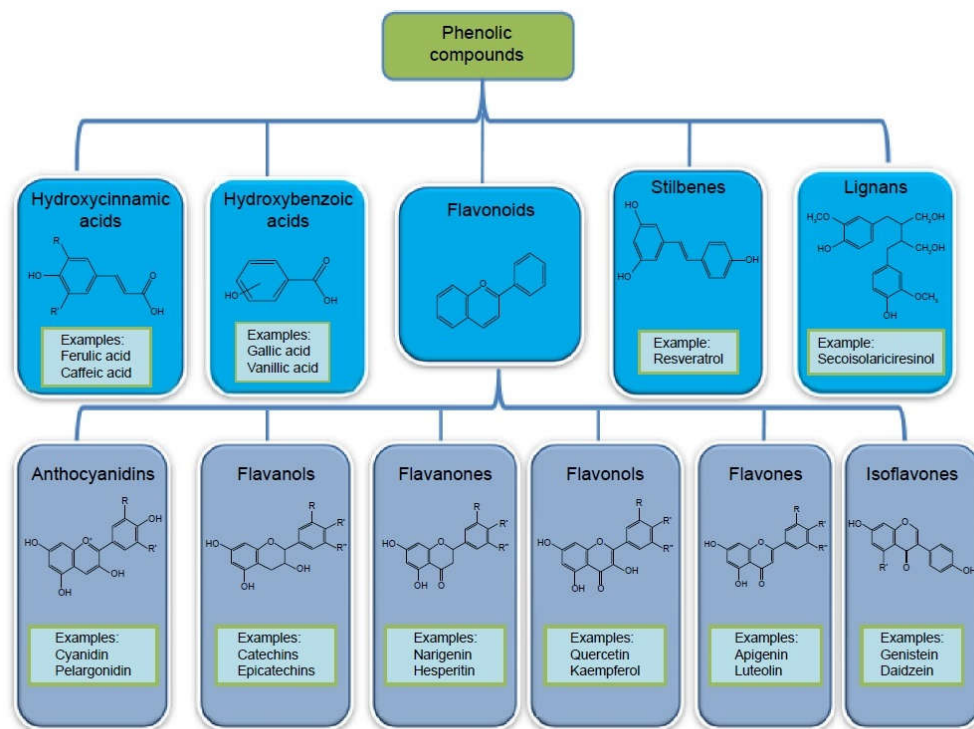 Phenolic
compounds
Hydroxycinnamic
acids
R
HO
R'
O
OH
Examples:
Ferulic acid
Caffeic acid
Hydroxybenzoic
acids
HO
O
OH
Examples:
Gallic acid
Vanillic acid
Flavonoids
O
Stilbenes
HO
HO
OH
Example:
Resveratrol
Lignans
H₃CO
HO
CH₂OH
CH₂OH
OCH₃
OH
Example:
Secoisolariciresinol
Anthocyanidins
R
OH
R'
HO
O⁺
OH
OH
Examples:
Cyanidin
Pelargonidin
Flavanols
R
R'
R''
HO
O
OH
OH
Examples:
Catechins
Epicatechins
Flavanones
R
R'
R''
HO
O
OH
O
Examples:
Narigenin
Hesperitin
Flavonols
R
R'
R''
HO
O
OH
OH
O
Examples:
Quercetin
Kaempferol
Flavones
R
R'
R''
HO
O
OH
O
Examples:
Apigenin
Luteolin
Isoflavones
HO
O
R'
O
OH
Examples:
Genistein
Daidzein